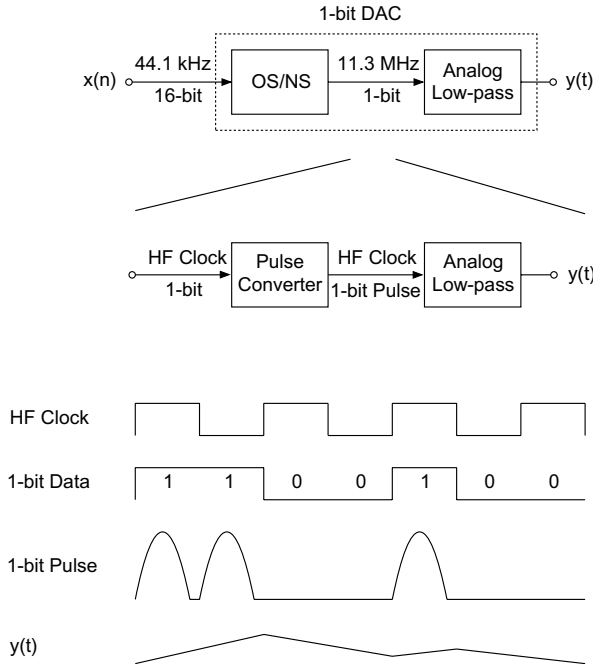 1-bit DAC
x(n)
44.1 kHz
16-bit
OS/NS
11.3 MHz
1-bit
Analog
Low-pass
y(t)
HF Clock
1-bit
Pulse
Converter
HF Clock
1-bit Pulse
Analog
Low-pass
y(t)
HF Clock
1-bit Data
1 1 0 0 1 0 0
1-bit Pulse
y(t)